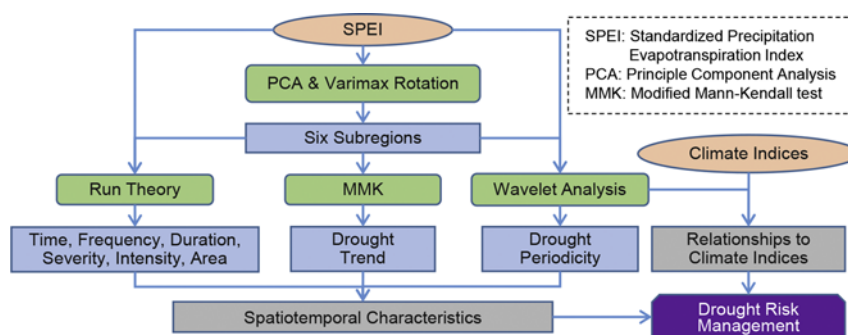 SPEI
SPEI: Standardized Precipitation
Evapotranspiration Index
PCA: Principle Component Analysis
MMK: Modified Mann-Kendall test
PCA & Varimax Rotation
Six Subregions
Climate Indices
Run Theory
MMK
Wavelet Analysis
Time, Frequency, Duration,
Severity, Intensity, Area
Drought
Trend
Drought
Periodicity
Relationships to
Climate Indices
Spatiotemporal Characteristics
Drought Risk
Management